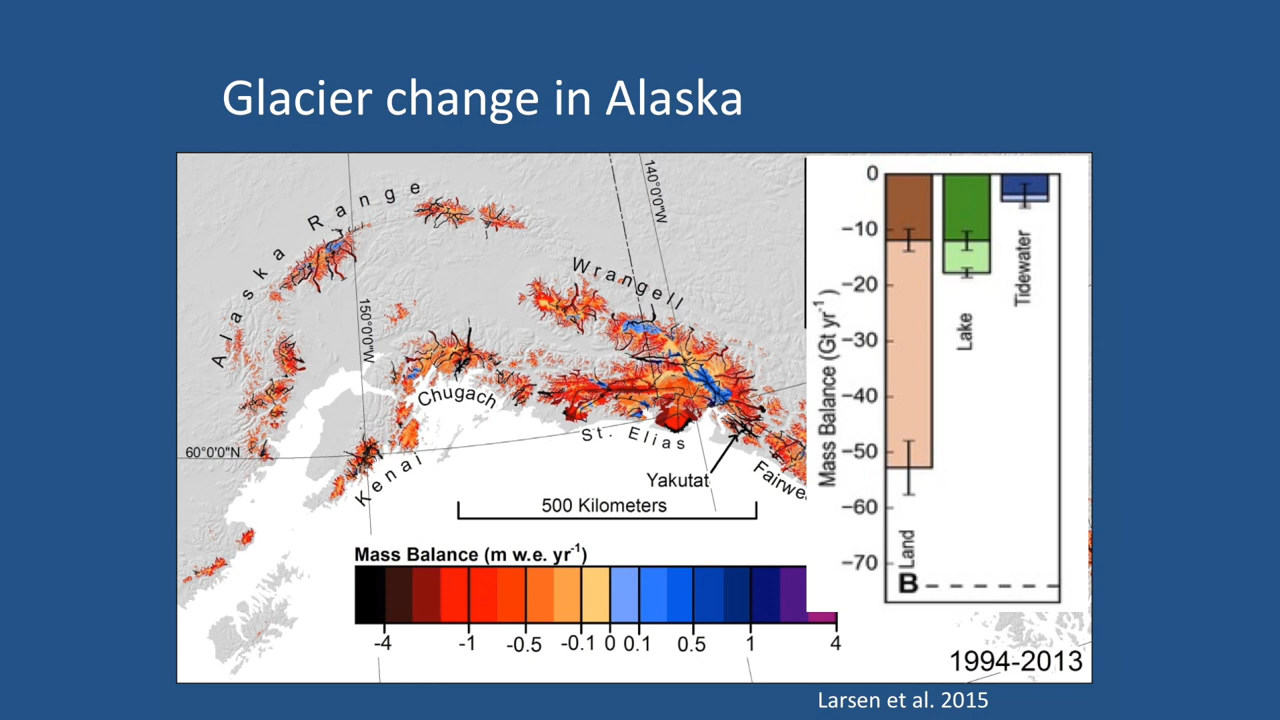 Glacier change in Alaska
Alaska Range
140°0'0"W
150°0'0"W
Wrangell
Chugach
St. Elias
60°0'0"N
Kenai
Yakutat
Fairwe
500 Kilometers
Mass Balance (m w.e. yr⁻¹)
-4 -1 -0.5 -0.1 0 0.1 0.5 1 4
Mass Balance (Gt yr⁻¹)
0
−10
−20
−30
−40
−50
−60
−70
Land
Lake
Tidewater
B
1994-2013
Larsen et al. 2015